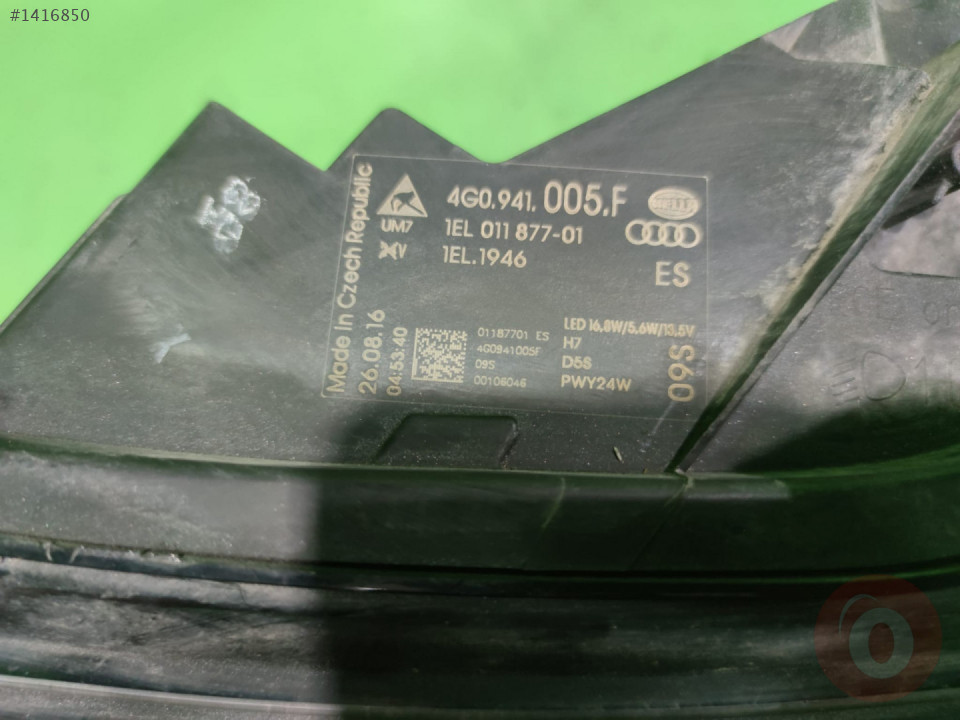 #1416850
Made In Czech Republic
26.08.16
04:53:40
UM7
4G0.941.005.F
HELLA
1EL 011 877-01
1EL.1946
ES
01187701 ES
4G0941005F
09S
00106046
LED 16,8W/5,6W/13,5V
H7
D5S
PWY24W
09S